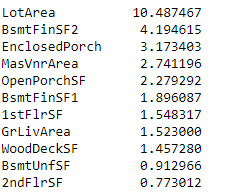 LotArea 10.487467
BsmtFinSF2 4.194615
EnclosedPorch 3.173403
MasVnrArea 2.741196
OpenPorchSF 2.279292
BsmtFinSF1 1.896087
1stFlrSF 1.548317
GrLivArea 1.523000
WoodDeckSF 1.457280
BsmtUnfSF 0.912966
2ndFlrSF 0.773012